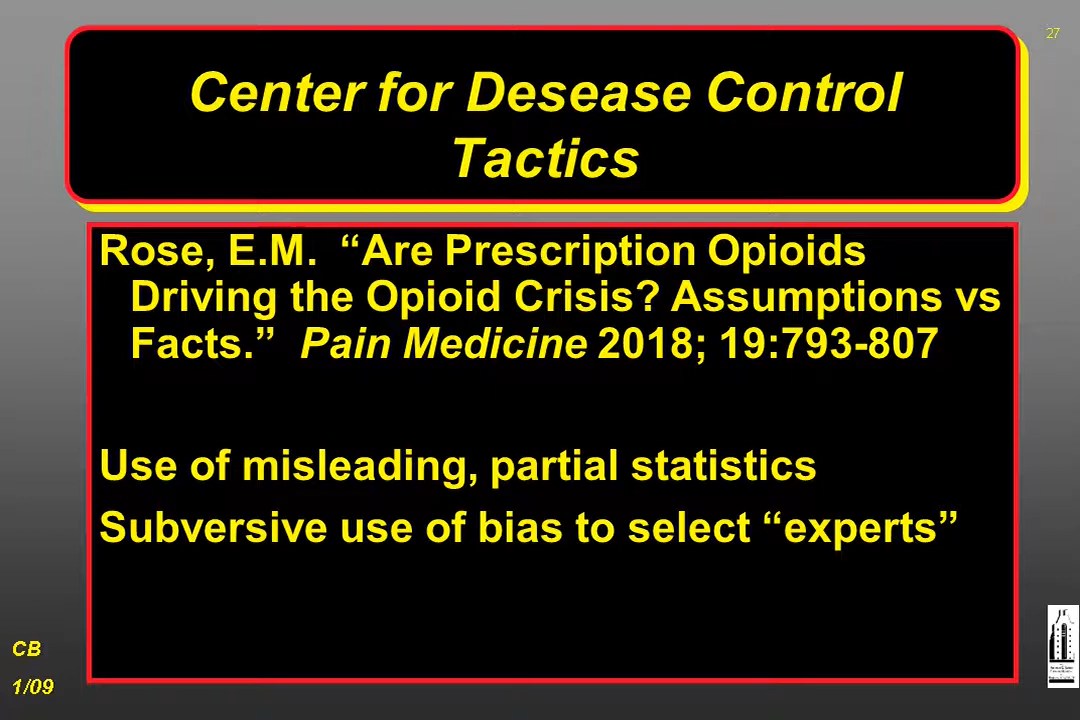 27
Center for Desease Control
Tactics
Rose, E.M. “Are Prescription Opioids
Driving the Opioid Crisis? Assumptions vs
Facts.” Pain Medicine 2018; 19:793-807
Use of misleading, partial statistics
Subversive use of bias to select “experts”
CB
1/09